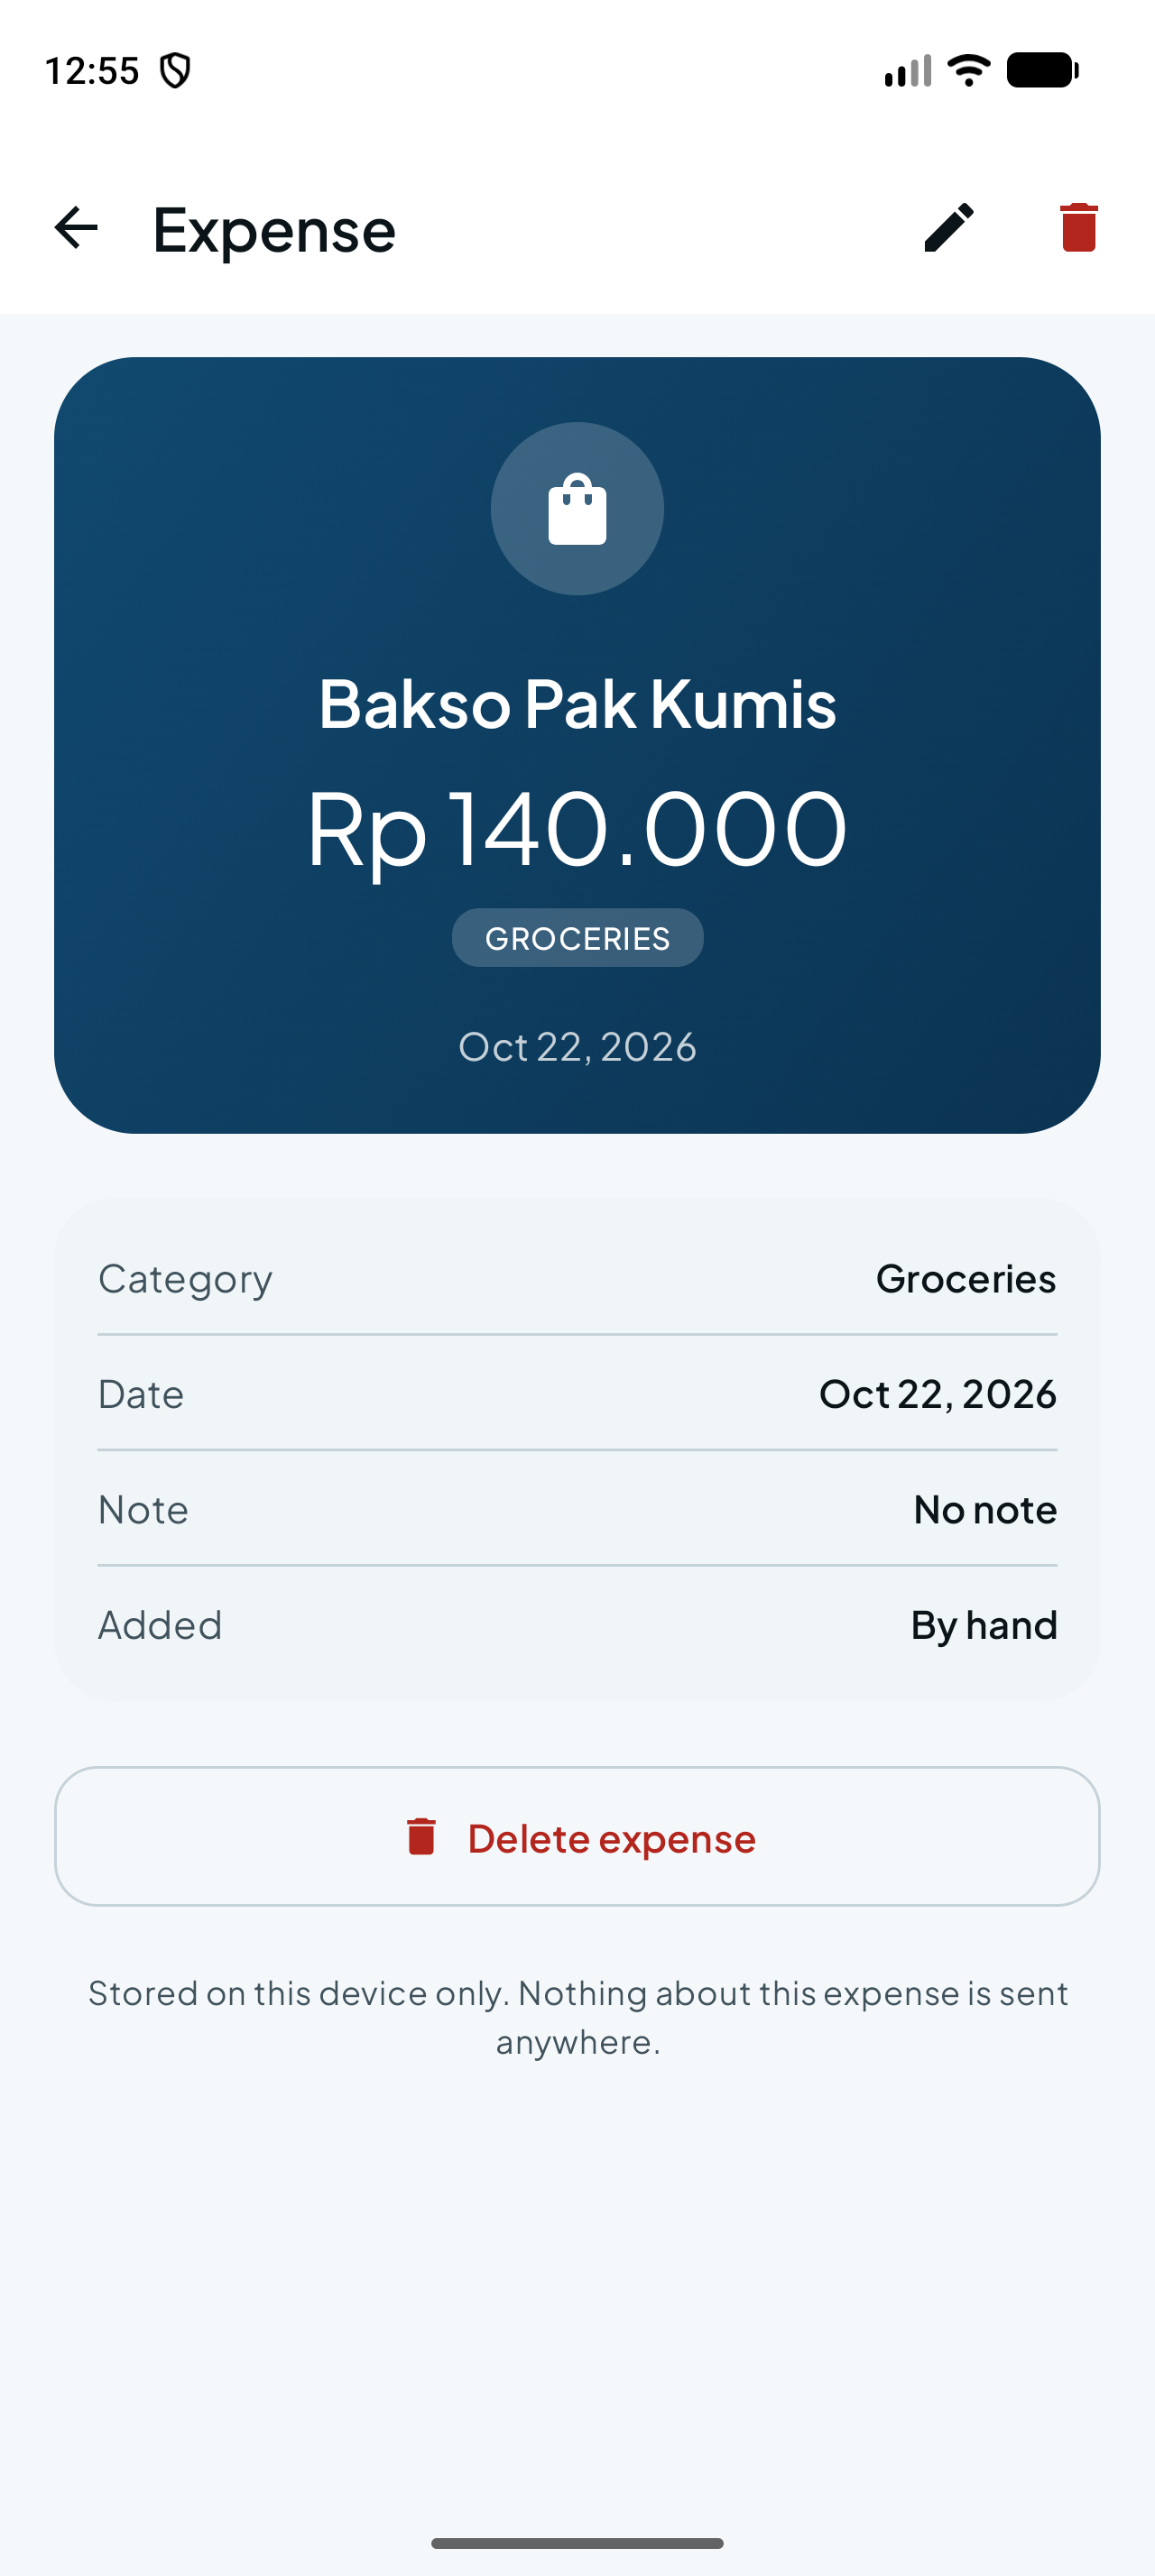 12:55
Expense
Bakso Pak Kumis
Rp 140.000
GROCERIES
Oct 22, 2026
Category Groceries
Date Oct 22, 2026
Note No note
Added By hand
Delete expense
Stored on this device only. Nothing about this expense is sent
anywhere.